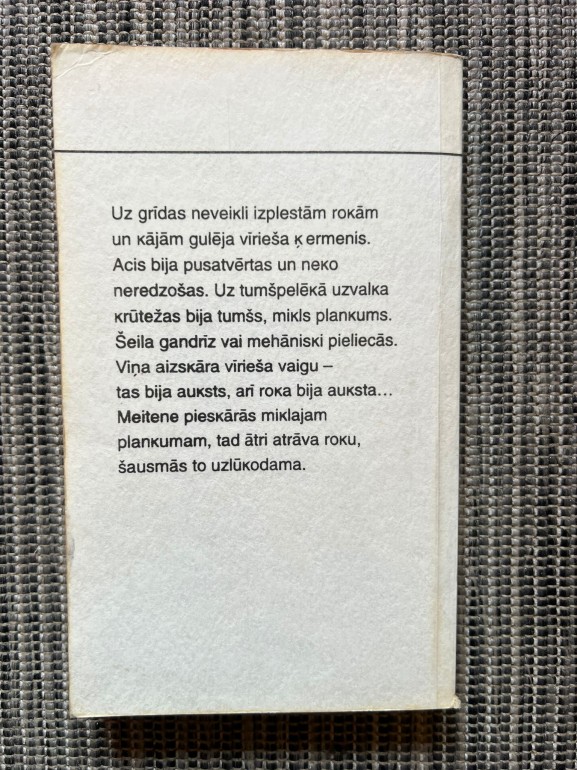 Uz grīdas neveikli izplestām rokām
un kājām gulēja vīrieša ķermenis.
Acis bija pusatvērtas un neko
neredzošas. Uz tumšpelēkā uzvalka
krūtežas bija tumšs, mikls plankums.
Šeila gandrīz vai mehāniski pieliecās.
Viņa aizskāra vīrieša vaigu –
tas bija auksts, arī roka bija auksta...
Meitene pieskārās miklajam
plankumam, tad ātri atrāva roku,
šausmās to uzlūkodama.